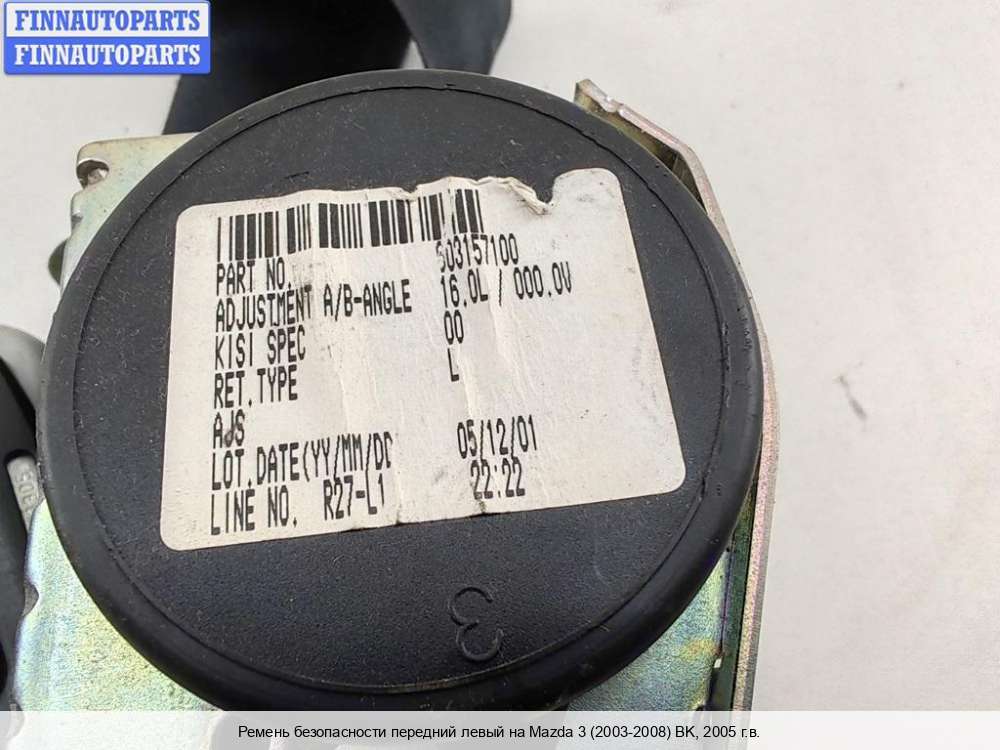 FINNAUTOPARTS
FINNAUTOPARTS
PART NO. 603157100
ADJUSTMENT A/B-ANGLE 16.0L / 000.0V
KISI SPEC 00
RET.TYPE L
AJS
LOT.DATE(YY/MM/DD 05/12/01
LINE NO. R27-L1 22:22
3
Ремень безопасности передний левый на Mazda 3 (2003-2008) BK, 2005 г.в.